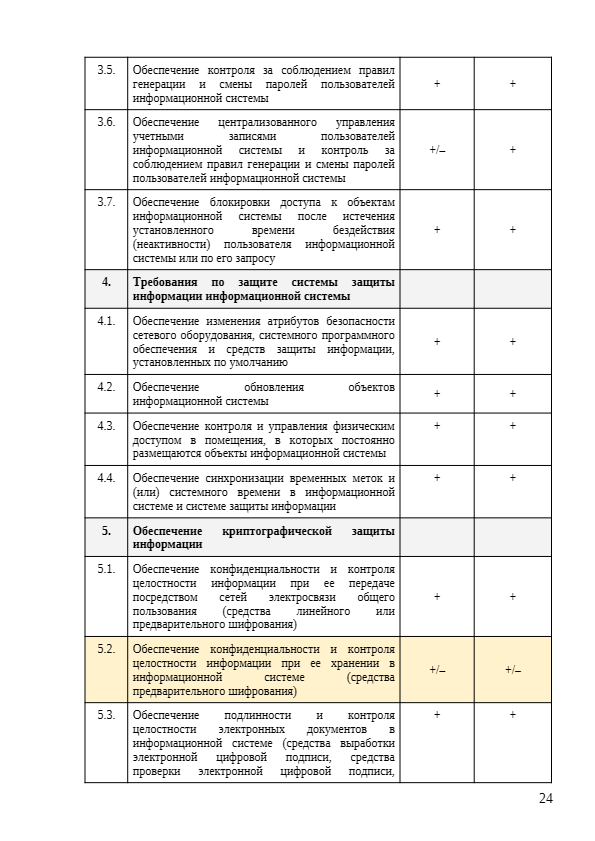 3.5. Обеспечение контроля за соблюдением правил + +
генерации и смены паролей пользователей
информационной системы
3.6. Обеспечение централизованного управления +/– +
учетными записями пользователей
информационной системы и контроль за
соблюдением правил генерации и смены паролей
пользователей информационной системы
3.7. Обеспечение блокировки доступа к объектам + +
информационной системы после истечения
установленного времени бездействия
(неактивности) пользователя информационной
системы или по его запросу
4. Требования по защите системы защиты
информации информационной системы
4.1. Обеспечение изменения атрибутов безопасности + +
сетевого оборудования, системного программного
обеспечения и средств защиты информации,
установленных по умолчанию
4.2. Обеспечение обновления объектов + +
информационной системы
4.3. Обеспечение контроля и управления физическим + +
доступом в помещения, в которых постоянно
размещаются объекты информационной системы
4.4. Обеспечение синхронизации временных меток и + +
(или) системного времени в информационной
системе и системе защиты информации
5. Обеспечение криптографической защиты
информации
5.1. Обеспечение конфиденциальности и контроля + +
целостности информации при ее передаче
посредством сетей электросвязи общего
пользования (средства линейного или
предварительного шифрования)
5.2. Обеспечение конфиденциальности и контроля +/– +/–
целостности информации при ее хранении в
информационной системе (средства
предварительного шифрования)
5.3. Обеспечение подлинности и контроля + +
целостности электронных документов в
информационной системе (средства выработки
электронной цифровой подписи, средства
проверки электронной цифровой подписи,
24